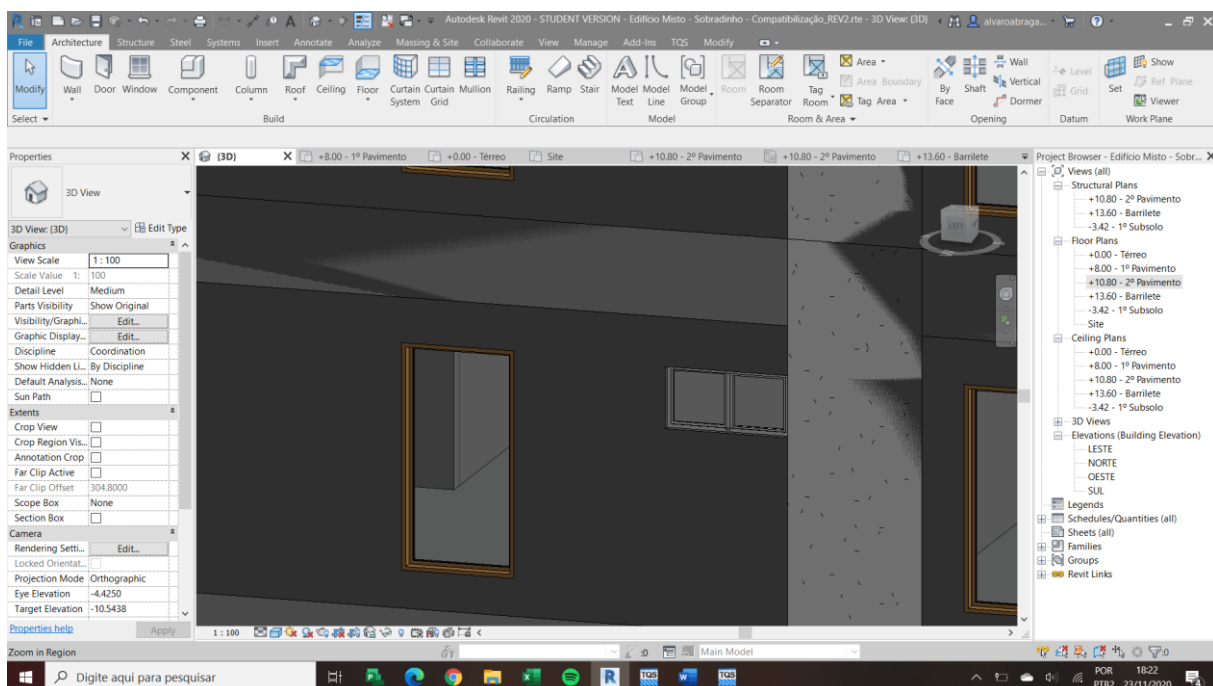 Autodesk Revit 2020 - STUDENT VERSION - Edifício Misto - Sobradinho - Compatibilização_REV2.rte - 3D View: {3D}
alvaroabraga...
File Architecture Structure Steel Systems Insert Annotate Analyze Massing & Site Collaborate View Manage Add-Ins TQS Modify
Modify Wall Door Window Component Column Roof Ceiling Floor Curtain System Curtain Grid Mullion Railing Ramp Stair Model Text Model Line Model Group Room Room Separator Tag Room
Area
Area Boundary
Tag Area
By Face Shaft
Wall
Vertical
Dormer
Level
Grid
Set
Show
Ref Plane
Viewer
Select Build Circulation Model Room & Area Opening Datum Work Plane
Properties
{3D} +8.00 - 1º Pavimento +0.00 - Térreo Site +10.80 - 2º Pavimento +10.80 - 2º Pavimento +13.60 - Barrilete
3D View
3D View: {3D} Edit Type
Graphics
View Scale 1 : 100
Scale Value 1: 100
Detail Level Medium
Parts Visibility Show Original
Visibility/Graphi... Edit...
Graphic Display... Edit...
Discipline Coordination
Show Hidden Li... By Discipline
Default Analysis... None
Sun Path
Extents
Crop View
Crop Region Vis...
Annotation Crop
Far Clip Active
Far Clip Offset 304.8000
Scope Box None
Section Box
Camera
Rendering Setti... Edit...
Locked Orientat...
Projection Mode Orthographic
Eye Elevation -4.4250
Target Elevation -10.5438
Properties help Apply
LEFT
Project Browser - Edifício Misto - Sobr...
Views (all)
Structural Plans
+10.80 - 2º Pavimento
+13.60 - Barrilete
-3.42 - 1º Subsolo
Floor Plans
+0.00 - Térreo
+8.00 - 1º Pavimento
+10.80 - 2º Pavimento
+13.60 - Barrilete
-3.42 - 1º Subsolo
Site
Ceiling Plans
+0.00 - Térreo
+8.00 - 1º Pavimento
+10.80 - 2º Pavimento
+13.60 - Barrilete
-3.42 - 1º Subsolo
3D Views
Elevations (Building Elevation)
LESTE
NORTE
OESTE
SUL
Legends
Schedules/Quantities (all)
Sheets (all)
Families
Groups
Revit Links
1 : 100
Zoom in Region :0 Main Model :0
Digite aqui para pesquisar
TQS TQS
POR 18:22
PTB2 23/11/2020